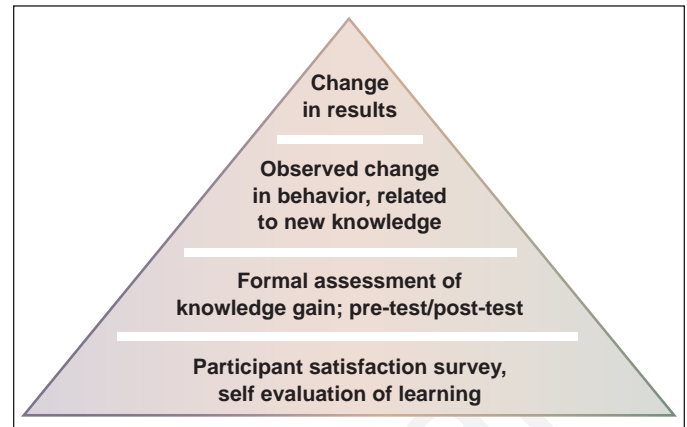 Change
in results
Observed change
in behavior, related
to new knowledge
Formal assessment of
knowledge gain; pre-test/post-test
Participant satisfaction survey,
self evaluation of learning